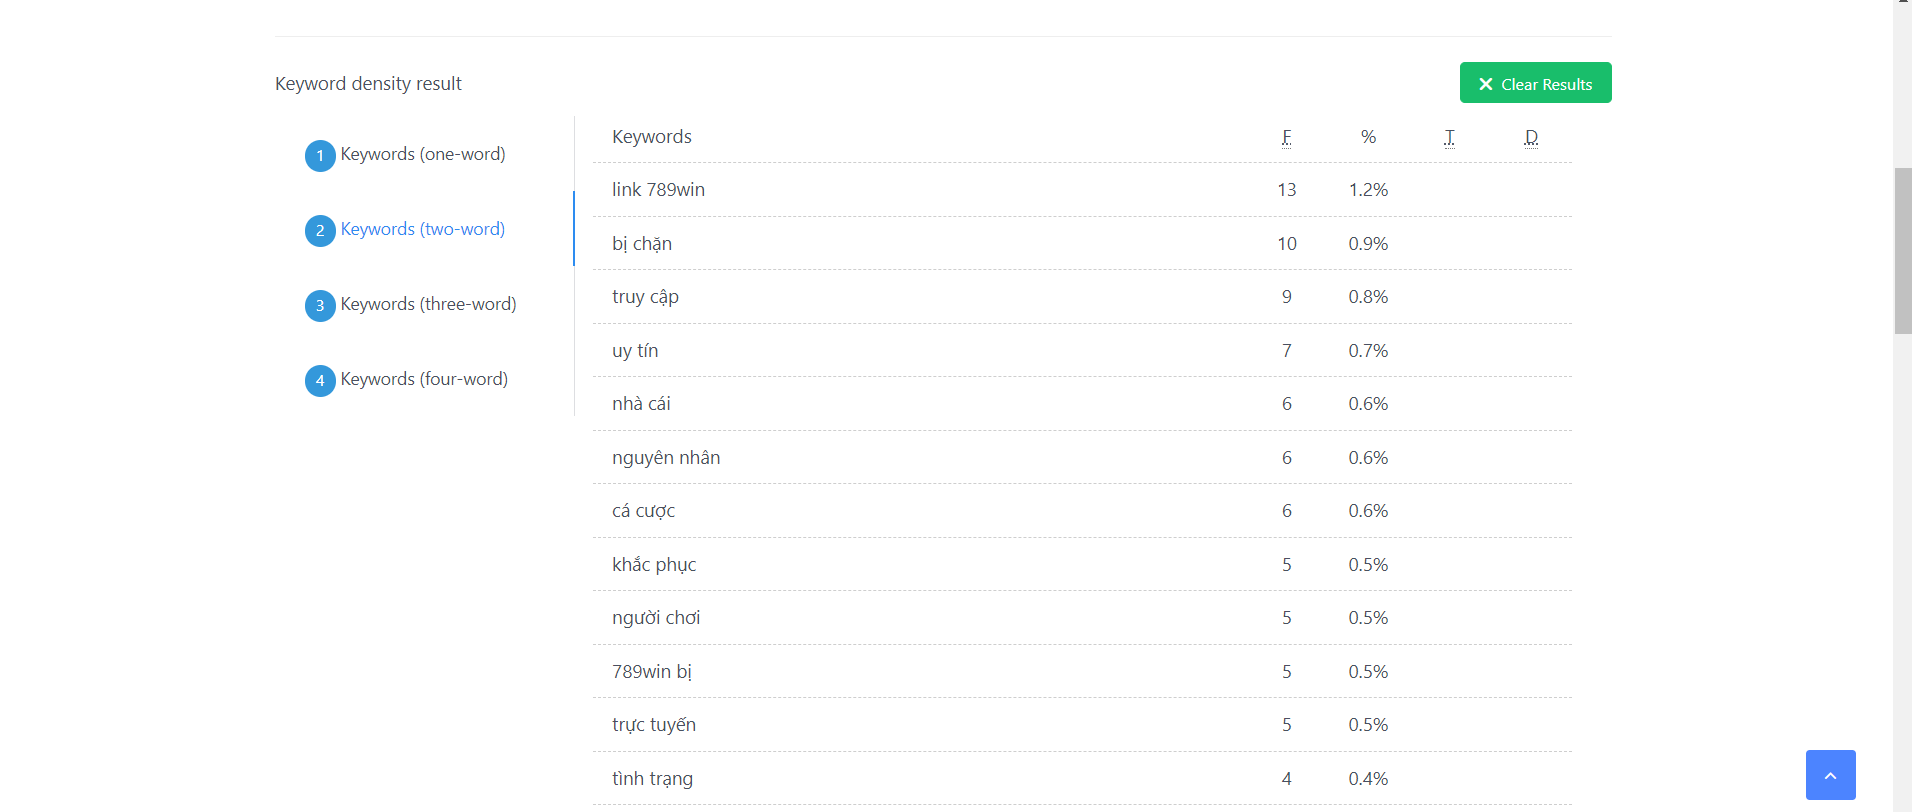 Keyword density result
Clear Results
1 Keywords (one-word)
2 Keywords (two-word)
3 Keywords (three-word)
4 Keywords (four-word)
Keywords F % T D
link 789win 13 1.2%
bị chặn 10 0.9%
truy cập 9 0.8%
uy tín 7 0.7%
nhà cái 6 0.6%
nguyên nhân 6 0.6%
cá cược 6 0.6%
khắc phục 5 0.5%
người chơi 5 0.5%
789win bị 5 0.5%
trực tuyến 5 0.5%
tình trạng 4 0.4%